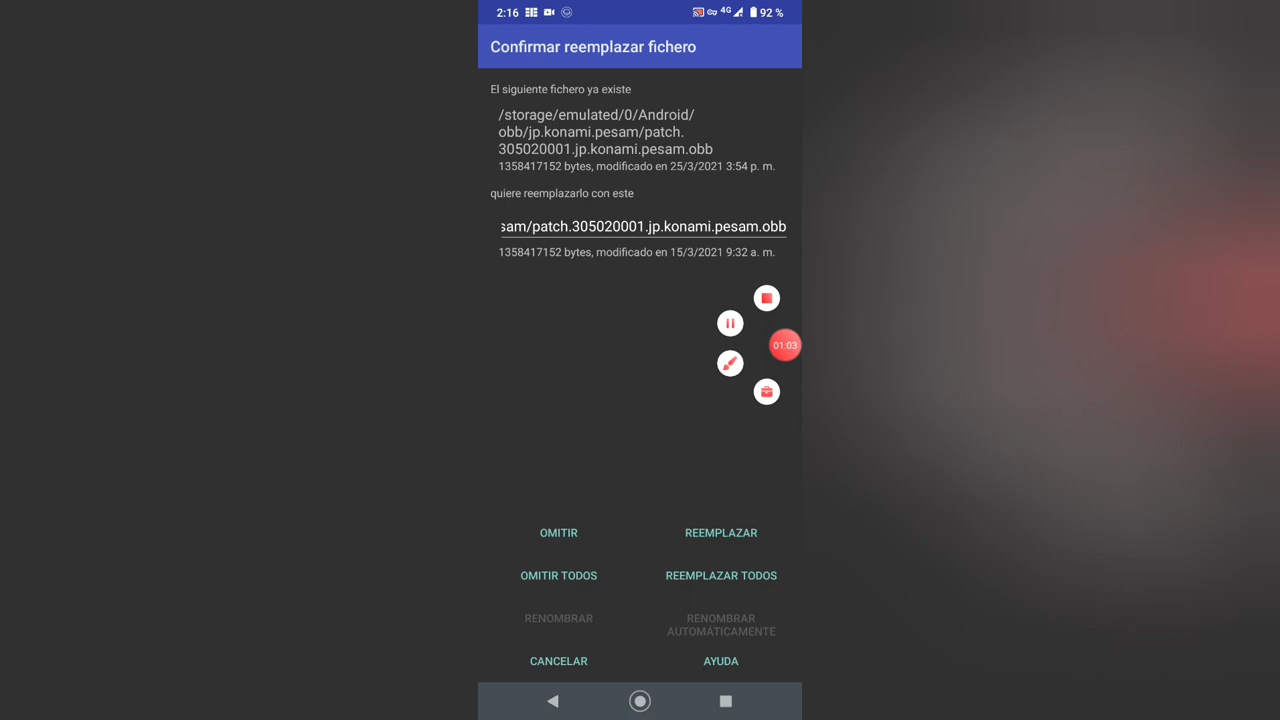 2:16 4G 92 %
Confirmar reemplazar fichero
El siguiente fichero ya existe
/storage/emulated/0/Android/
obb/jp.konami.pesam/patch.
305020001.jp.konami.pesam.obb
1358417152 bytes, modificado en 25/3/2021 3:54 p. m.
quiere reemplazarlo con este
sam/patch.305020001.jp.konami.pesam.obb
1358417152 bytes, modificado en 15/3/2021 9:32 a. m.
01:03
OMITIR REEMPLAZAR
OMITIR TODOS REEMPLAZAR TODOS
RENOMBRAR RENOMBRAR
AUTOMÁTICAMENTE
CANCELAR AYUDA